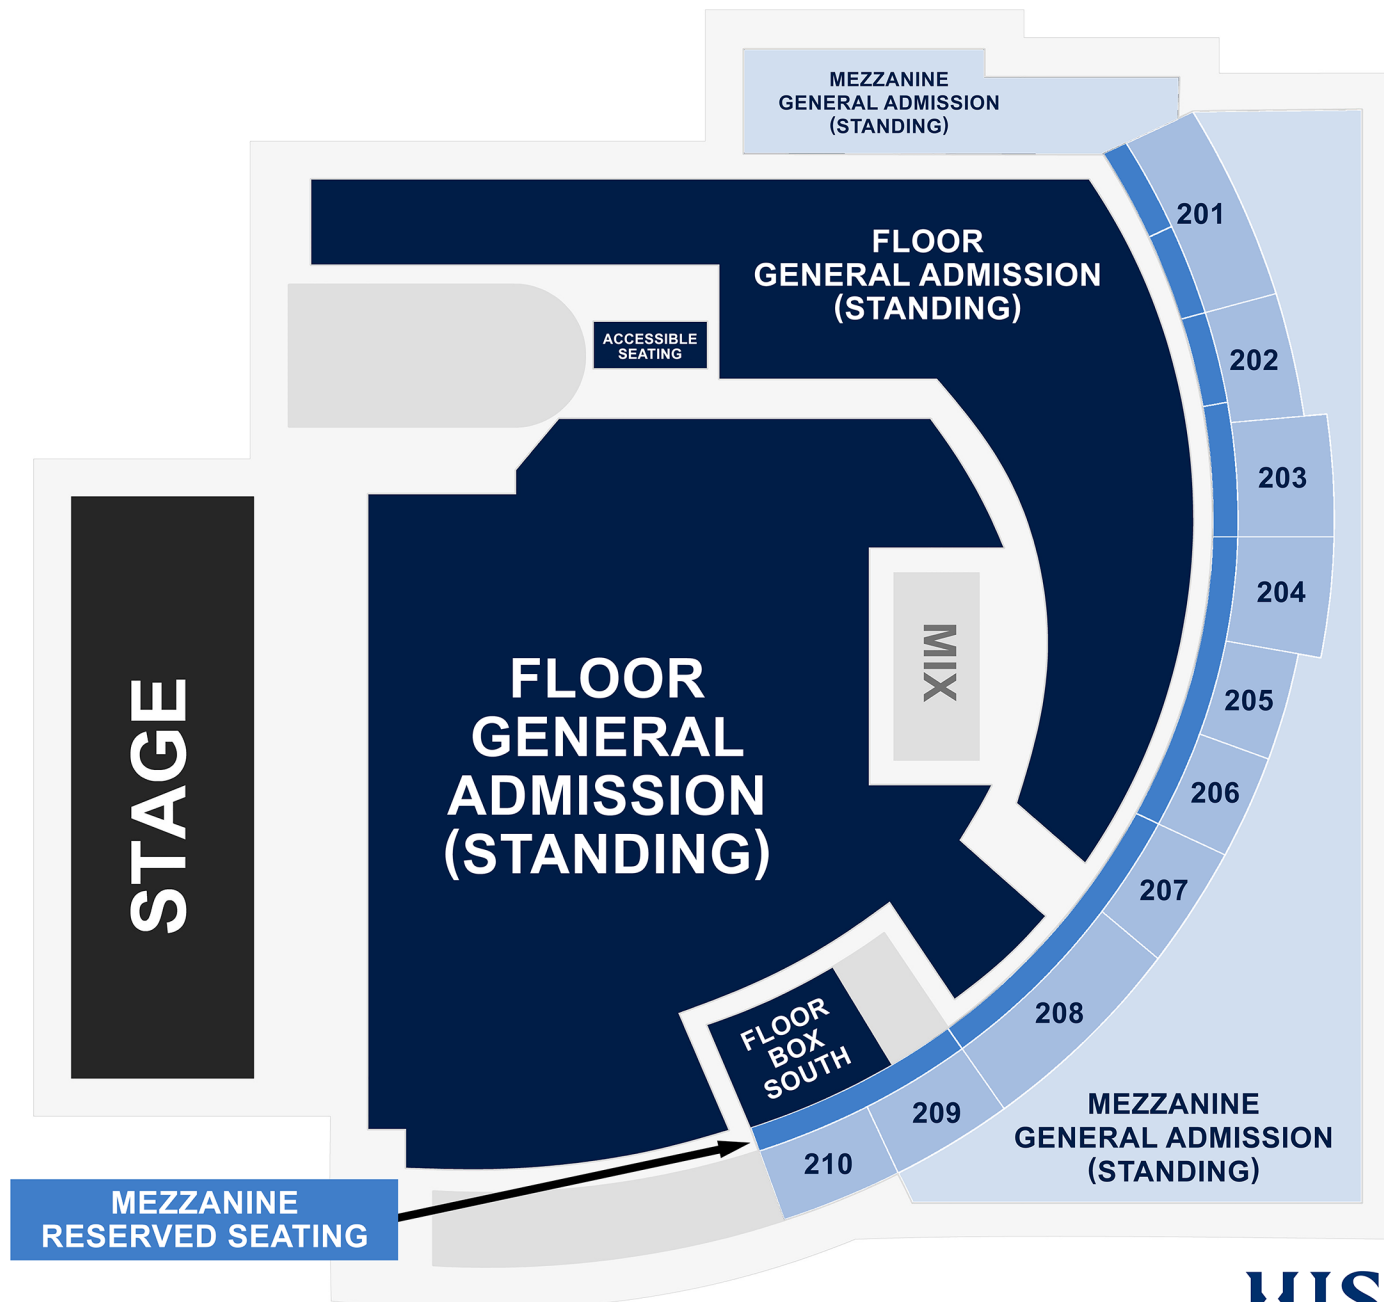 MEZZANINE
GENERAL ADMISSION
(STANDING)
201
FLOOR
GENERAL ADMISSION
(STANDING)
ACCESSIBLE
SEATING
202
203
204
MIX
STAGE
FLOOR
GENERAL
ADMISSION
(STANDING)
205
206
207
208
FLOOR
BOX
SOUTH
209
210
MEZZANINE
GENERAL ADMISSION
(STANDING)
MEZZANINE
RESERVED SEATING